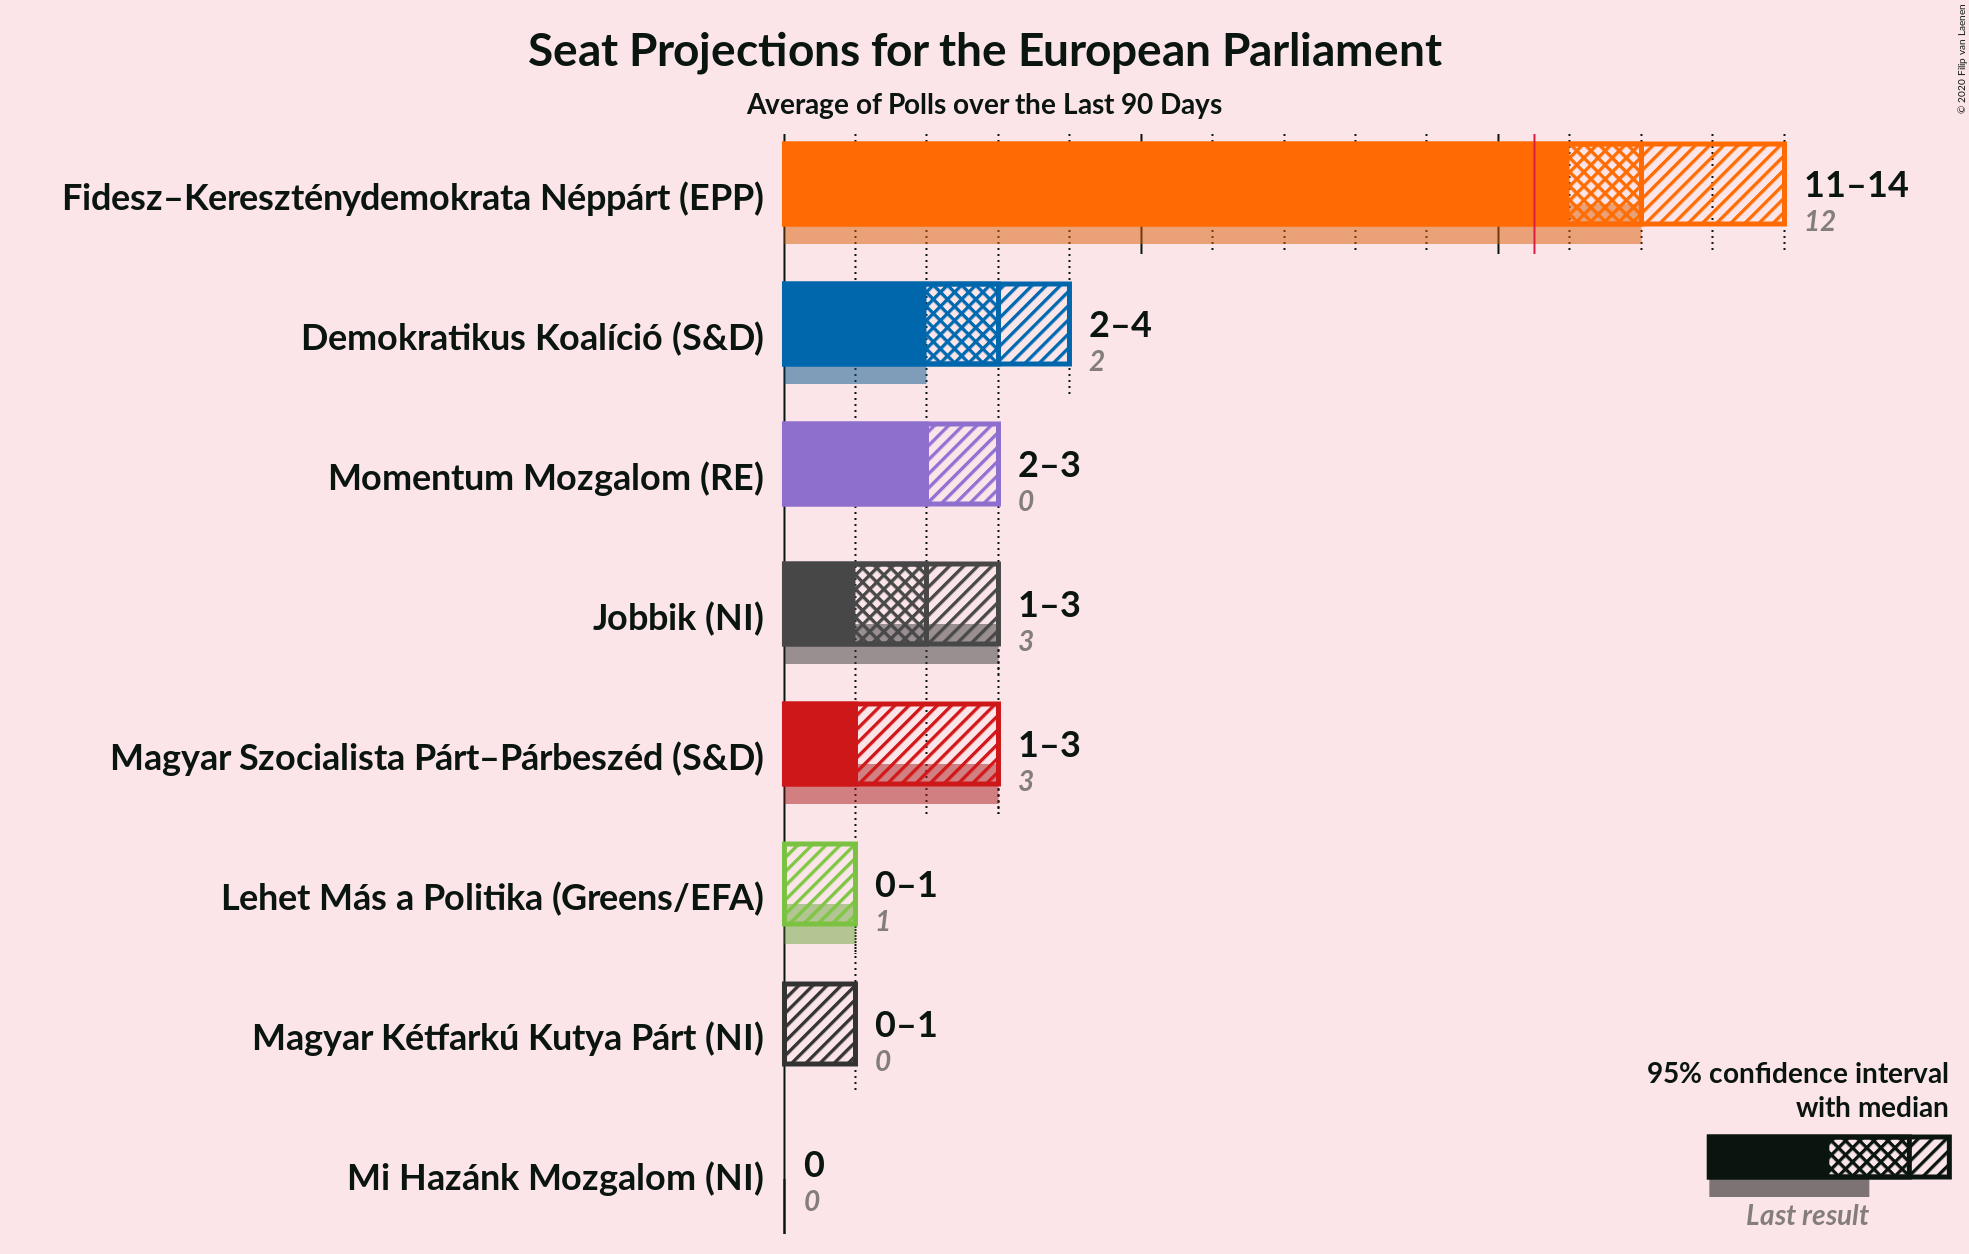 Seat Projections for the European Parliament
Average of Polls over the Last 90 Days
© 2020 Filip van Laenen
Fidesz–Kereszténydemokrata Néppárt (EPP)
11–14
12
Demokratikus Koalíció (S&D)
2–4
2
Momentum Mozgalom (RE)
2–3
0
Jobbik (NI)
1–3
3
Magyar Szocialista Párt–Párbeszéd (S&D)
1–3
3
Lehet Más a Politika (Greens/EFA)
0–1
1
Magyar Kétfarkú Kutya Párt (NI)
0–1
0
Mi Hazánk Mozgalom (NI)
0
0
95% confidence interval
with median
Last result